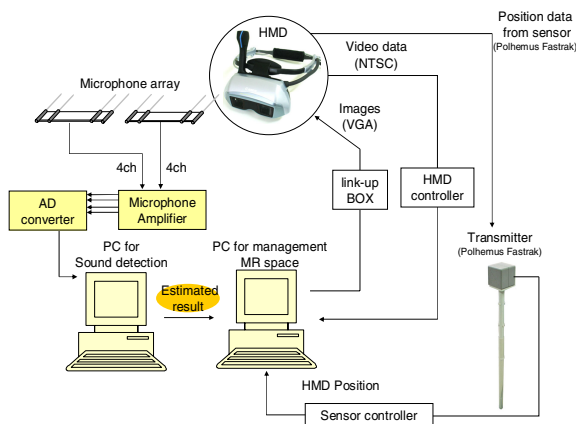 HMD
Position data
from sensor
(Polhemus Fastrak)
Video data
(NTSC)
Microphone array
Images
(VGA)
4ch
4ch
link-up
BOX
HMD
controller
AD
converter
Microphone
Amplifier
Transmitter
(Polhemus Fastrak)
PC for
Sound detection
PC for management
MR space
Estimated
result
HMD Position
Sensor controller